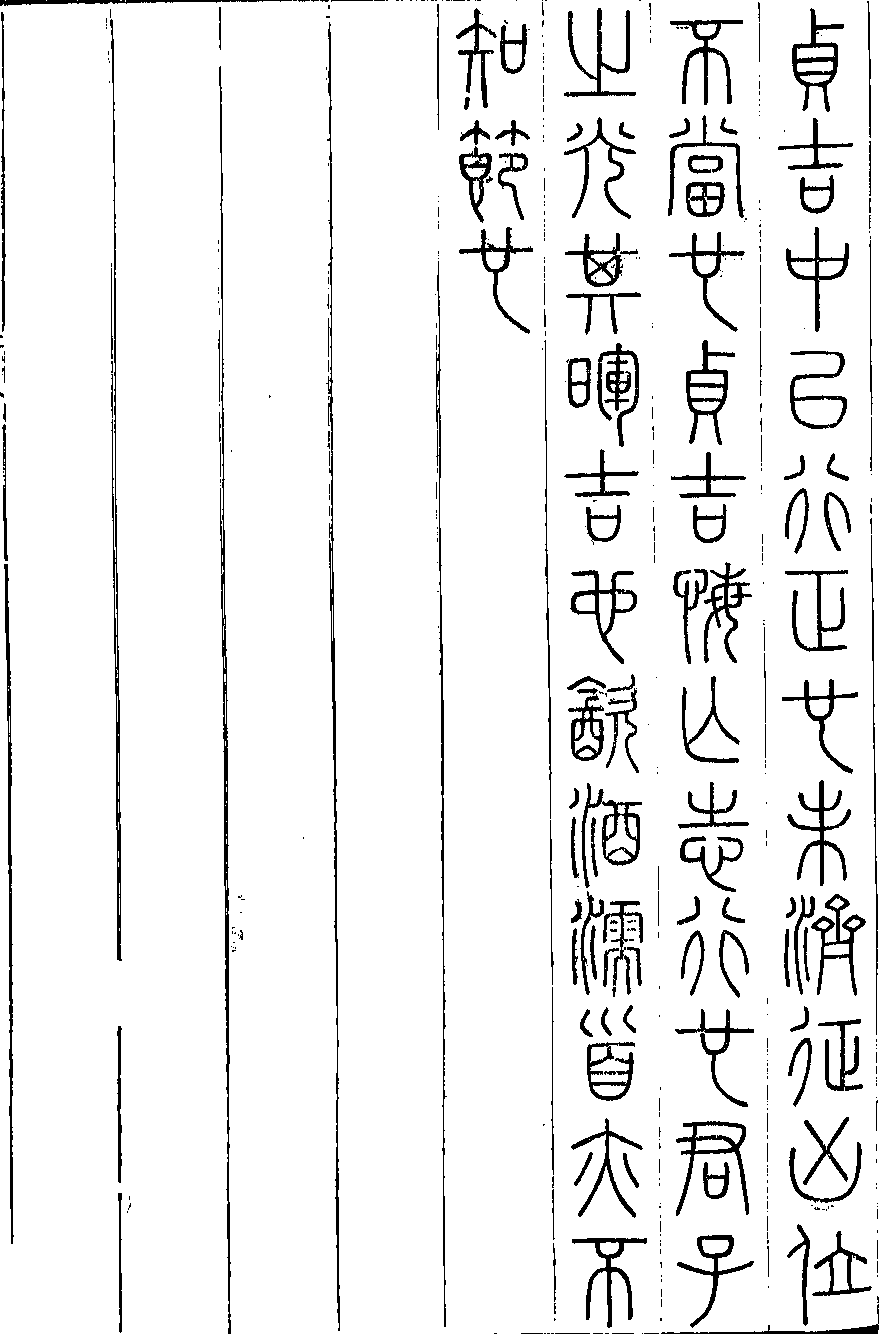 貞吉中以行正也未濟征凶位
不當也貞吉悔亡志行也君子
之光其暉吉也飲酒濡首亦不
知節也